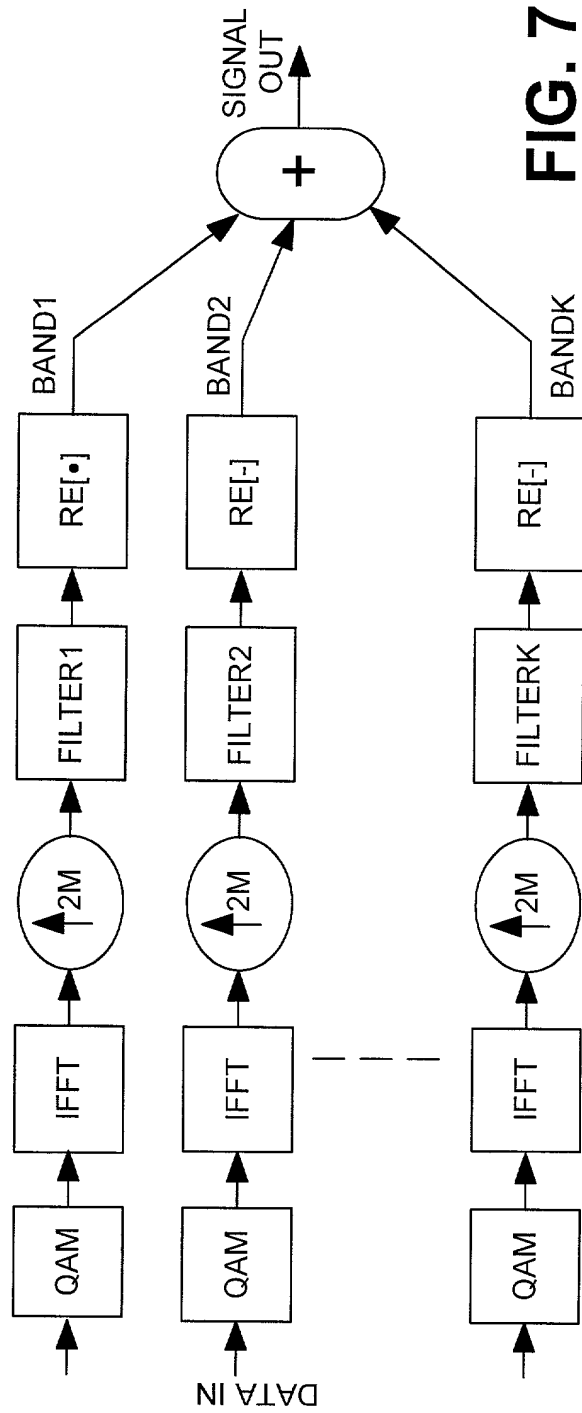 DATA IN
QAM
IFFT
2M
FILTER1
RE[•]
BAND1
QAM
IFFT
2M
FILTER2
RE[-]
BAND2
QAM
IFFT
2M
FILTERK
RE[-]
BANDK
+
SIGNAL
OUT
FIG. 7